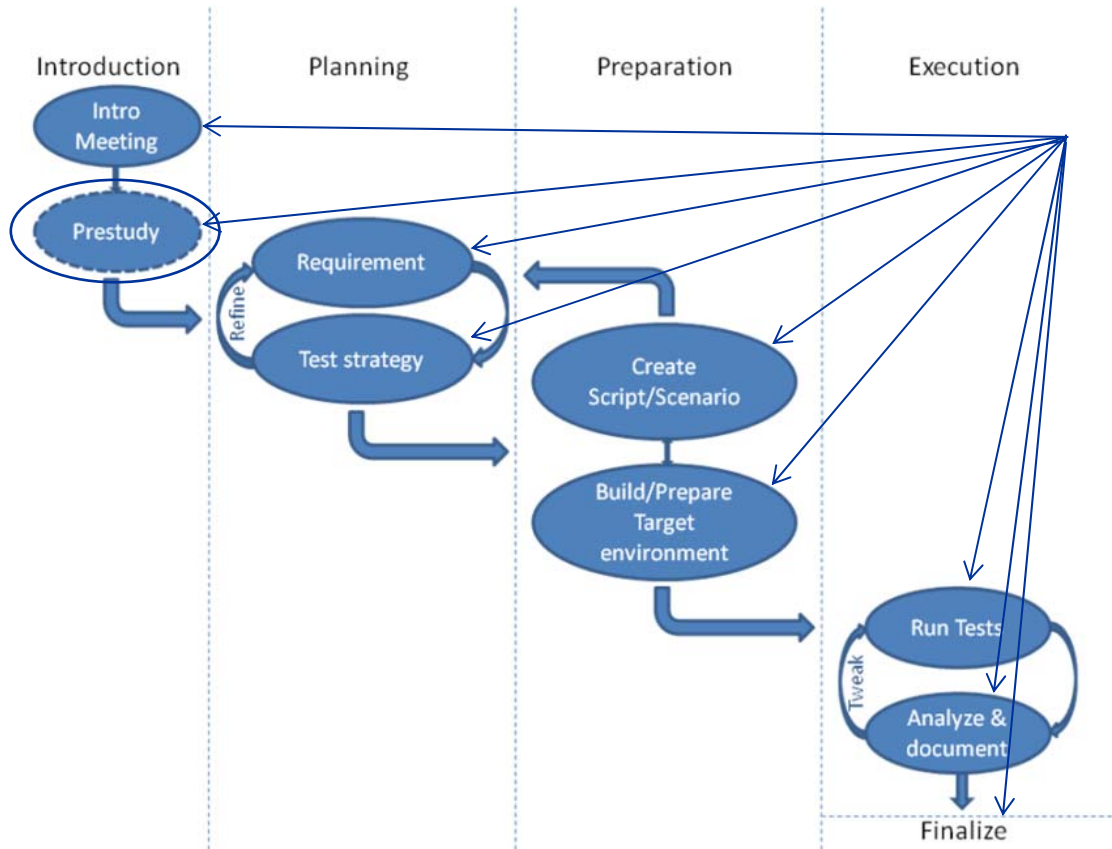 Introduction
Planning
Preparation
Execution
Intro
Meeting
Prestudy
Requirement
Refine
Test strategy
Create
Script/Scenario
Build/Prepare
Target
environment
Run Tests
Tweak
Analyze &
document
Finalize